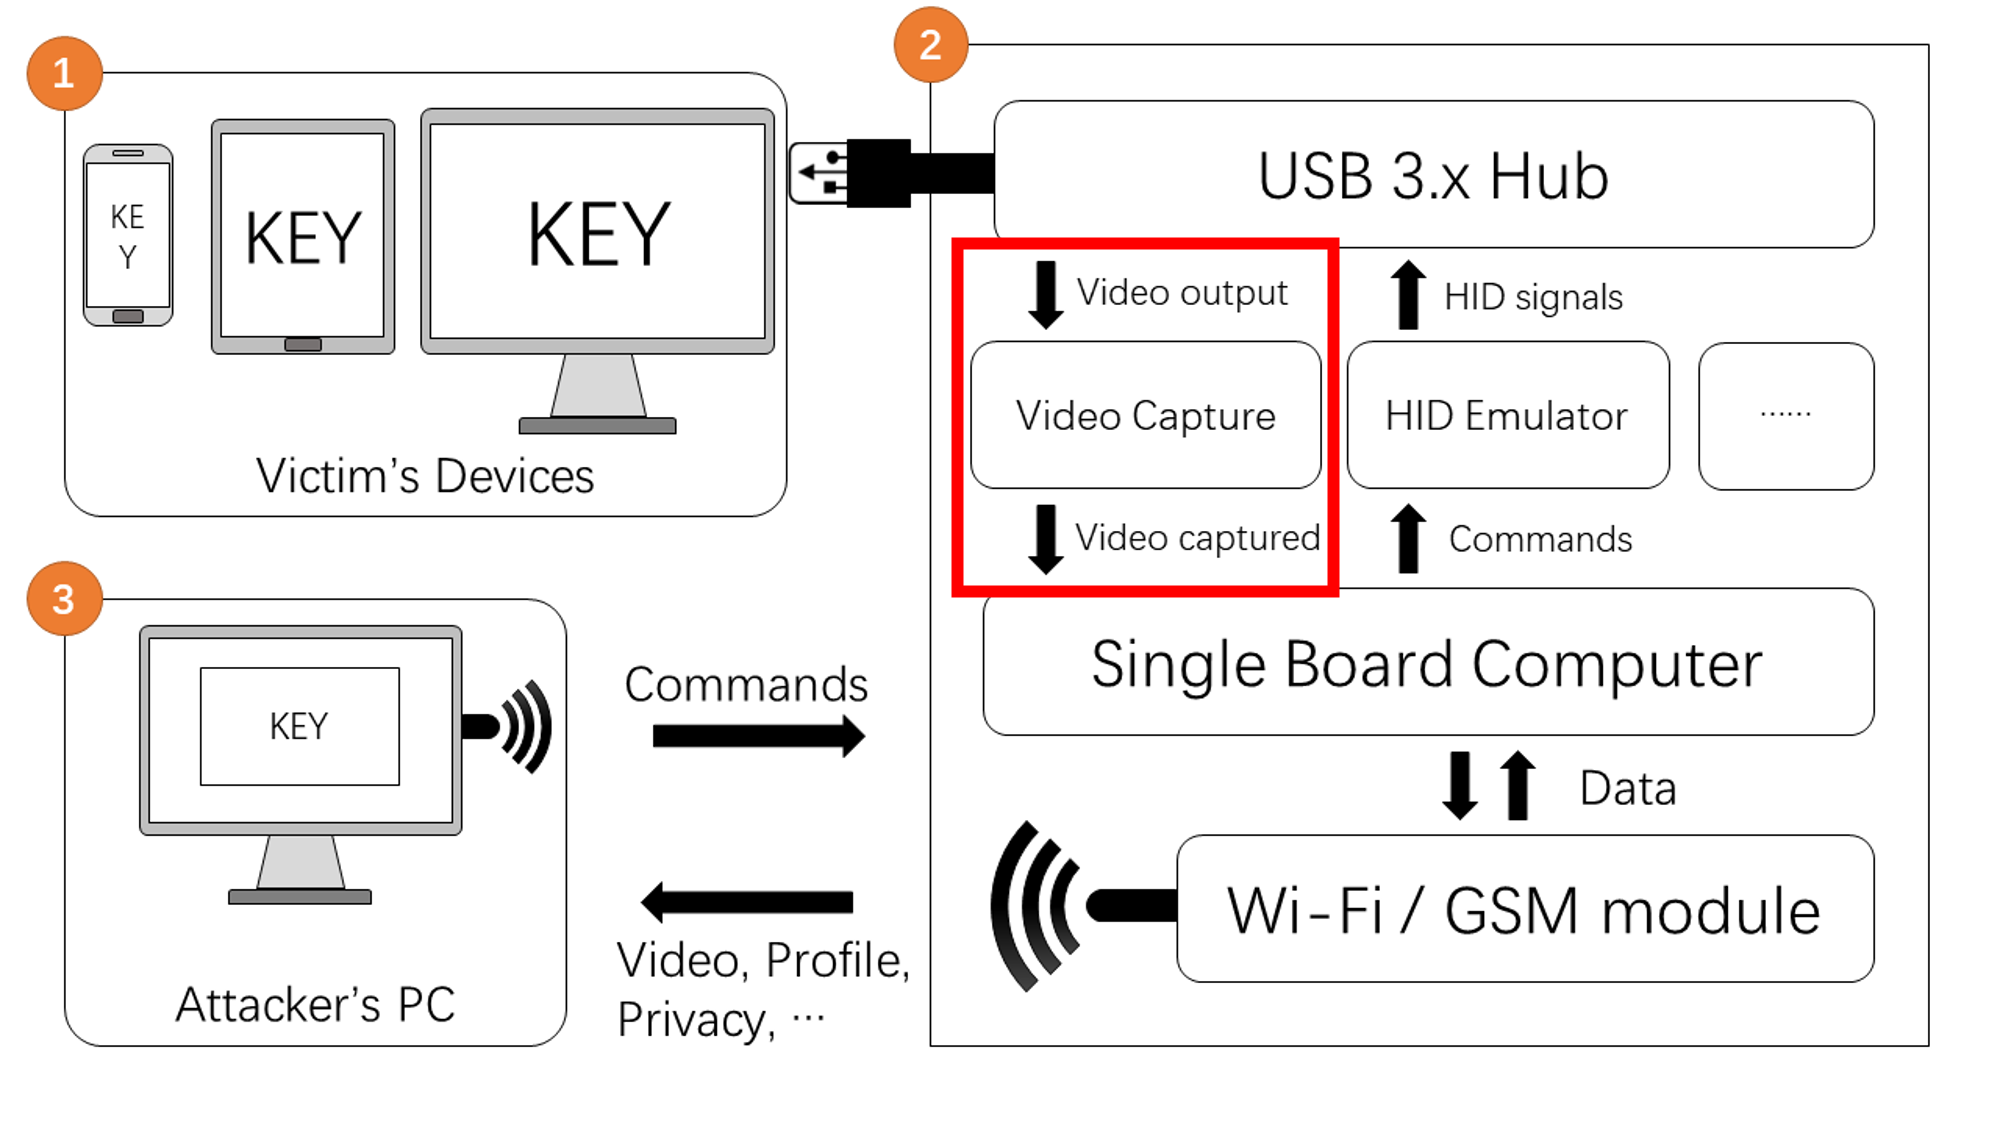 1
KE
Y
KEY
KEY
Victim’s Devices
2
USB 3.x Hub
Video output
HID signals
Video Capture
HID Emulator
······
Video captured
Commands
Single Board Computer
Data
Wi-Fi / GSM module
3
KEY
Attacker’s PC
Commands
Video, Profile,
Privacy, ···